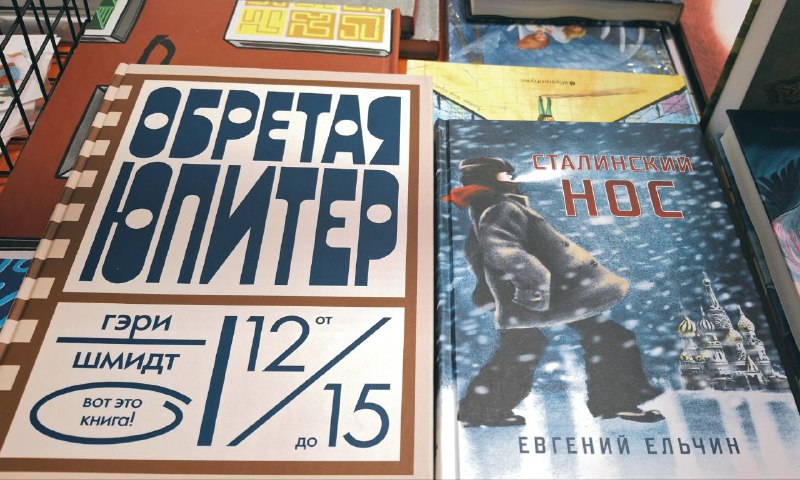 ОБРЕТАЯ
ЮПИТЕР
ГЭРИ
ШМИДТ
ВОТ ЭТО
КНИГА!
12 ОТ
ДО 15
СТАЛИНСКИЙ
НОС
ЕВГЕНИЙ ЕЛЬЧИН